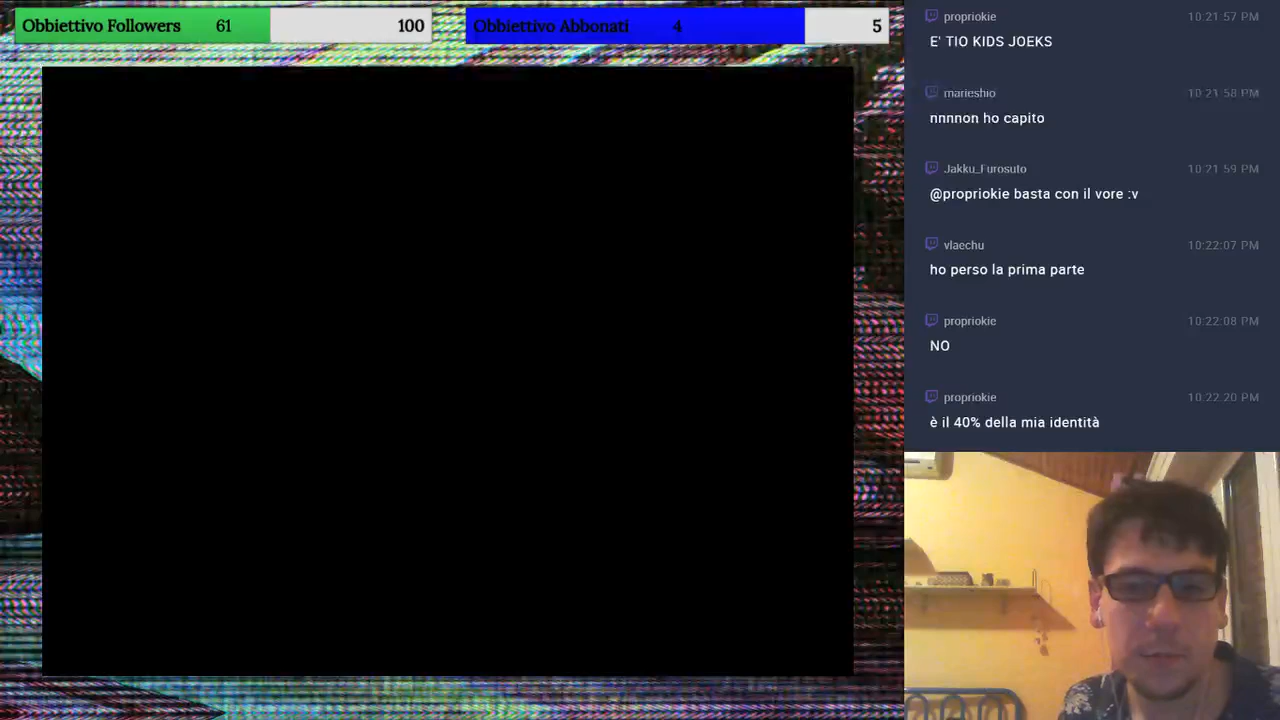 Obbiettivo Followers 61 100
Obbiettivo Abbonati 4 5
propriokie 10:21:57 PM
E' TIO KIDS JOEKS
marieshio 10:21:58 PM
nnnnon ho capito
Jakku_Furosuto 10:21:59 PM
@propriokie basta con il vore :v
vlaechu 10:22:07 PM
ho perso la prima parte
propriokie 10:22:08 PM
NO
propriokie 10:22:20 PM
è il 40% della mia identità